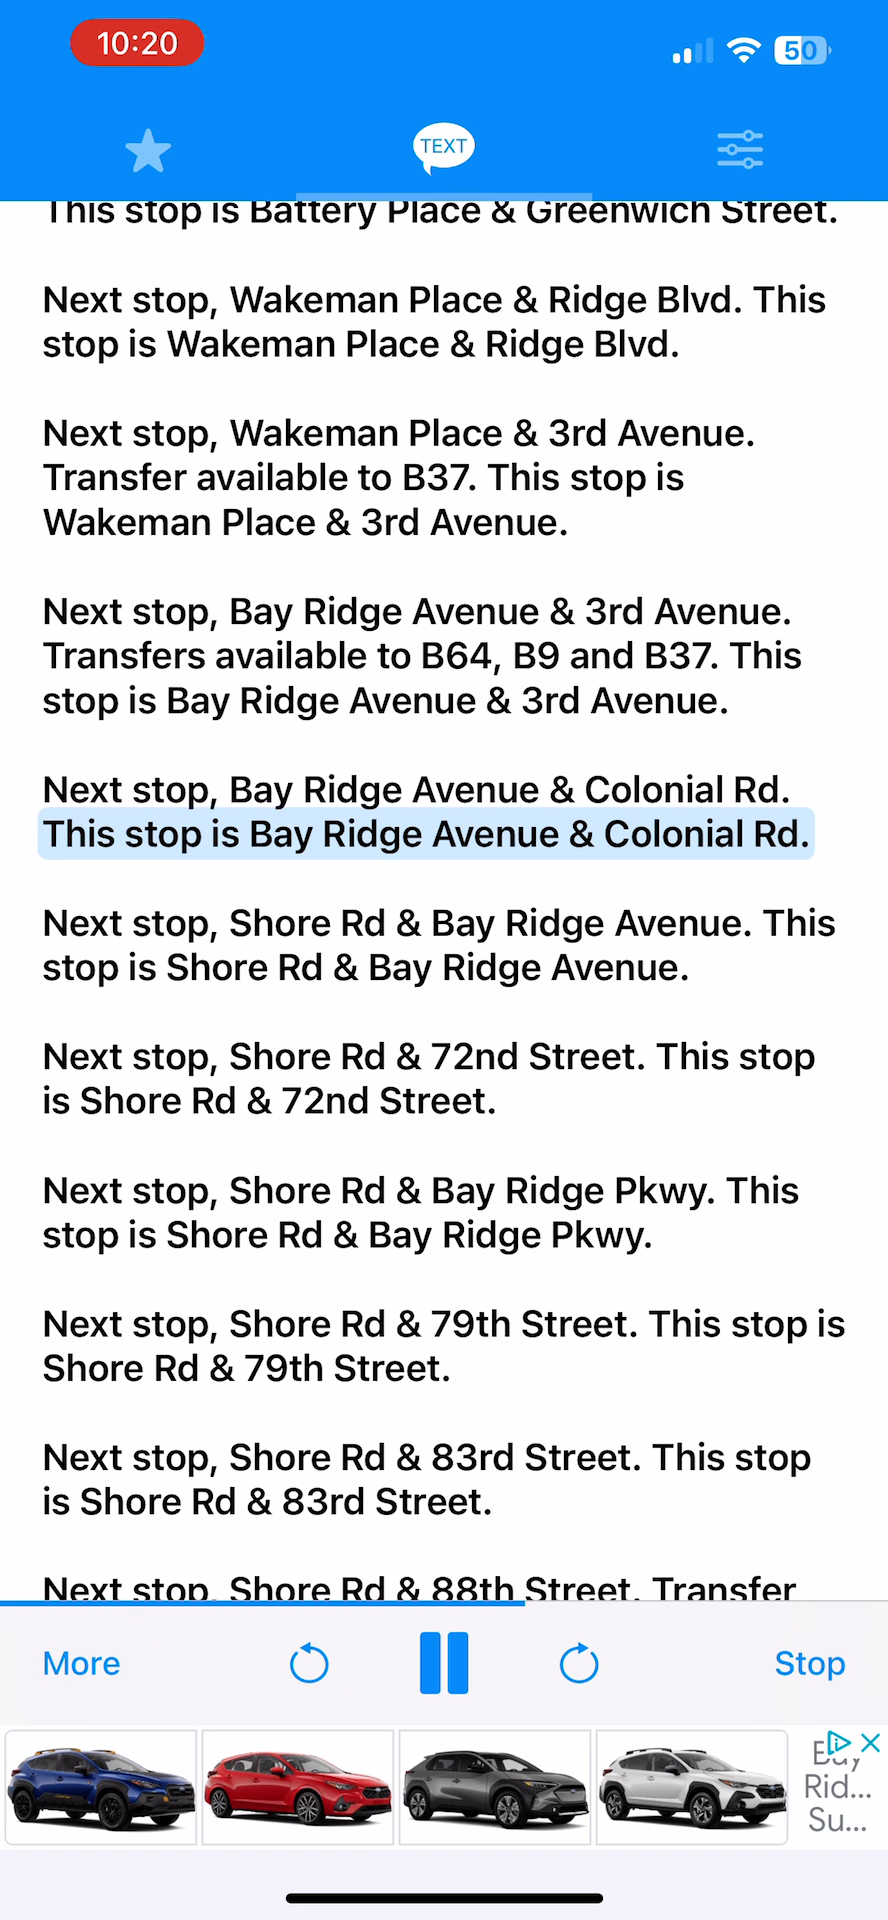 10:20
50
TEXT
This stop is Battery Place & Greenwich Street.
Next stop, Wakeman Place & Ridge Blvd. This
stop is Wakeman Place & Ridge Blvd.
Next stop, Wakeman Place & 3rd Avenue.
Transfer available to B37. This stop is
Wakeman Place & 3rd Avenue.
Next stop, Bay Ridge Avenue & 3rd Avenue.
Transfers available to B64, B9 and B37. This
stop is Bay Ridge Avenue & 3rd Avenue.
Next stop, Bay Ridge Avenue & Colonial Rd.
This stop is Bay Ridge Avenue & Colonial Rd.
Next stop, Shore Rd & Bay Ridge Avenue. This
stop is Shore Rd & Bay Ridge Avenue.
Next stop, Shore Rd & 72nd Street. This stop
is Shore Rd & 72nd Street.
Next stop, Shore Rd & Bay Ridge Pkwy. This
stop is Shore Rd & Bay Ridge Pkwy.
Next stop, Shore Rd & 79th Street. This stop is
Shore Rd & 79th Street.
Next stop, Shore Rd & 83rd Street. This stop
is Shore Rd & 83rd Street.
Next stop, Shore Rd & 88th Street. Transfer
More
Stop
Rid...
Su...